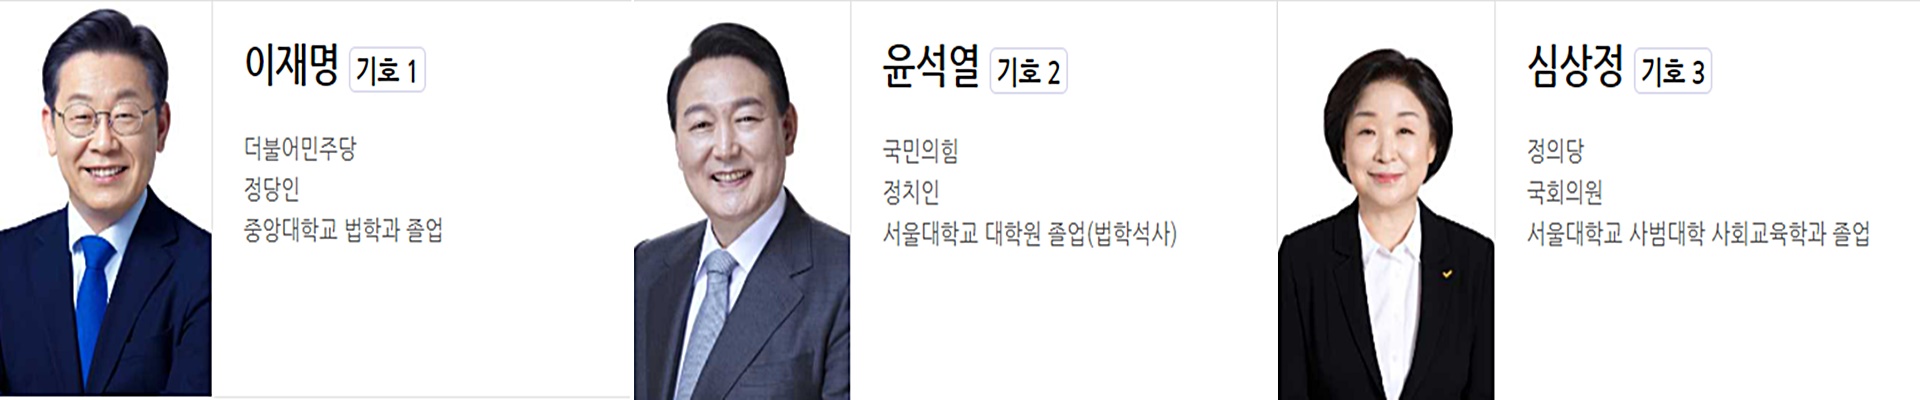 이재명 기호 1
더불어민주당
정당인
중앙대학교 법학과 졸업
윤석열 기호 2
국민의힘
정치인
서울대학교 대학원 졸업(법학석사)
심상정 기호 3
정의당
국회의원
서울대학교 사범대학 사회교육학과 졸업